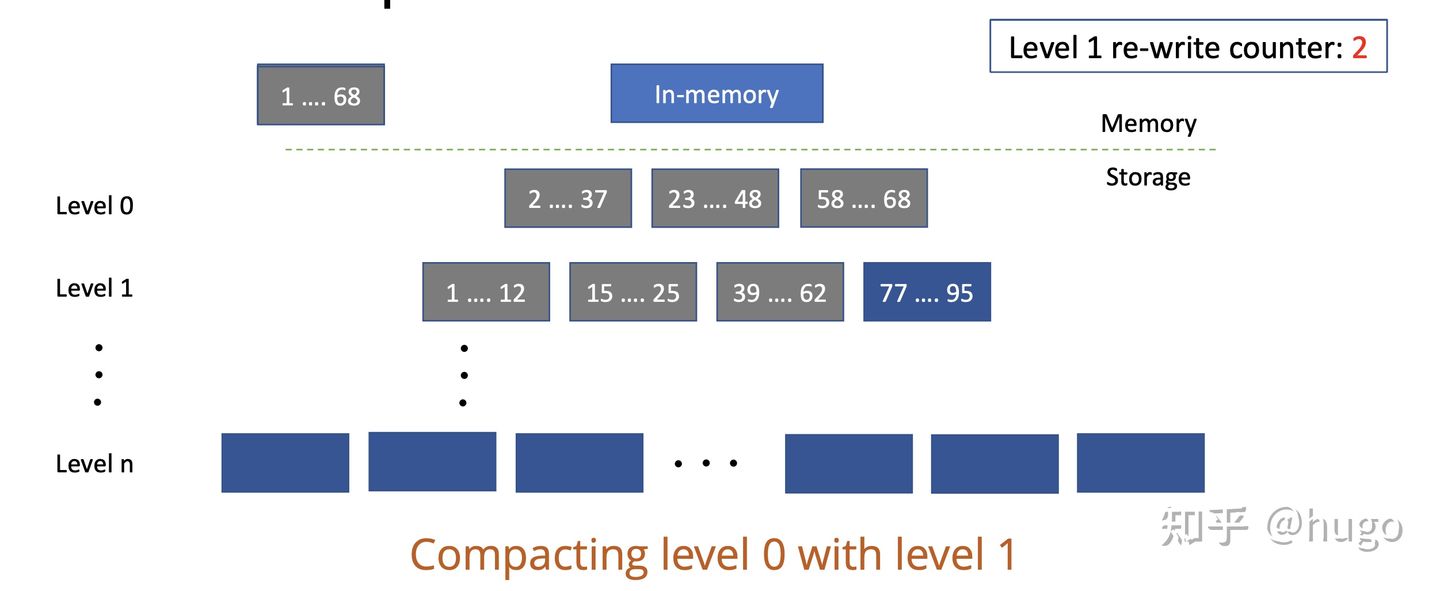 Level 1 re-write counter: 2
1 .... 68
In-memory
Memory
Storage
Level 0
2 .... 37
23 .... 48
58 .... 68
Level 1
1 .... 12
15 .... 25
39 .... 62
77 .... 95
Level n
知乎 @hugo
Compacting level 0 with level 1